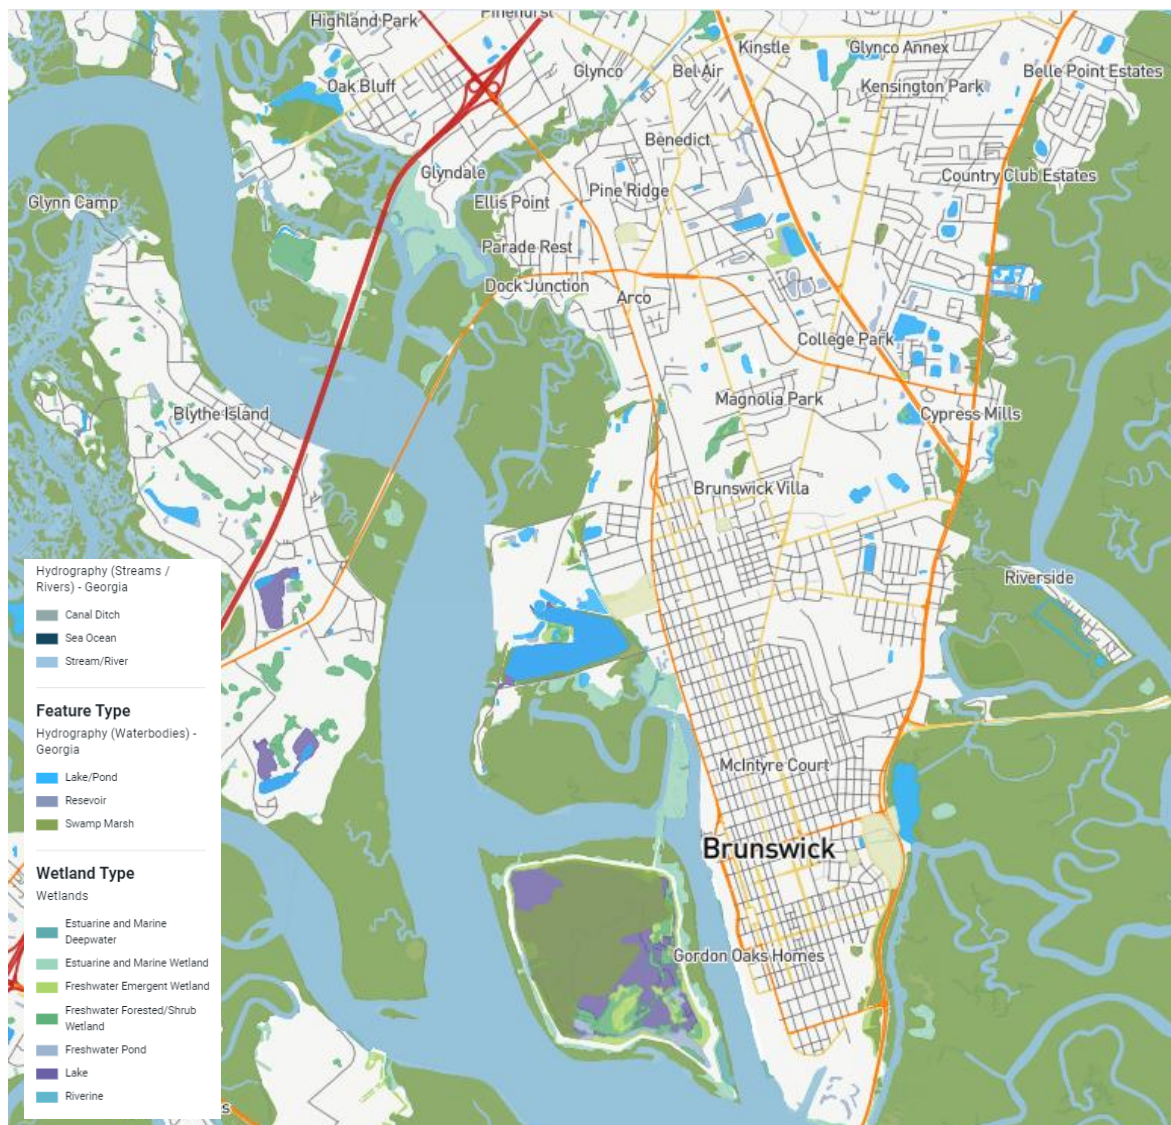 Highland Park
Pinehurst
Kinstle
Glynco Annex
Glynco
Bel Air
Belle Point Estates
Oak Bluff
Kensington Park
Benedict
Glyndale
Country Club Estates
Pine Ridge
Glynn Camp
Ellis Point
Parade Rest
Dock Junction
Arco
College Park
Magnolia Park
Blythe Island
Cypress Mills
Brunswick Villa
Riverside
McIntyre Court
Brunswick
Gordon Oaks Homes
Hydrography (Streams /
Rivers) - Georgia
Canal Ditch
Sea Ocean
Stream/River
Feature Type
Hydrography (Waterbodies) -
Georgia
Lake/Pond
Resevoir
Swamp Marsh
Wetland Type
Wetlands
Estuarine and Marine
Deepwater
Estuarine and Marine Wetland
Freshwater Emergent Wetland
Freshwater Forested/Shrub
Wetland
Freshwater Pond
Lake
Riverine